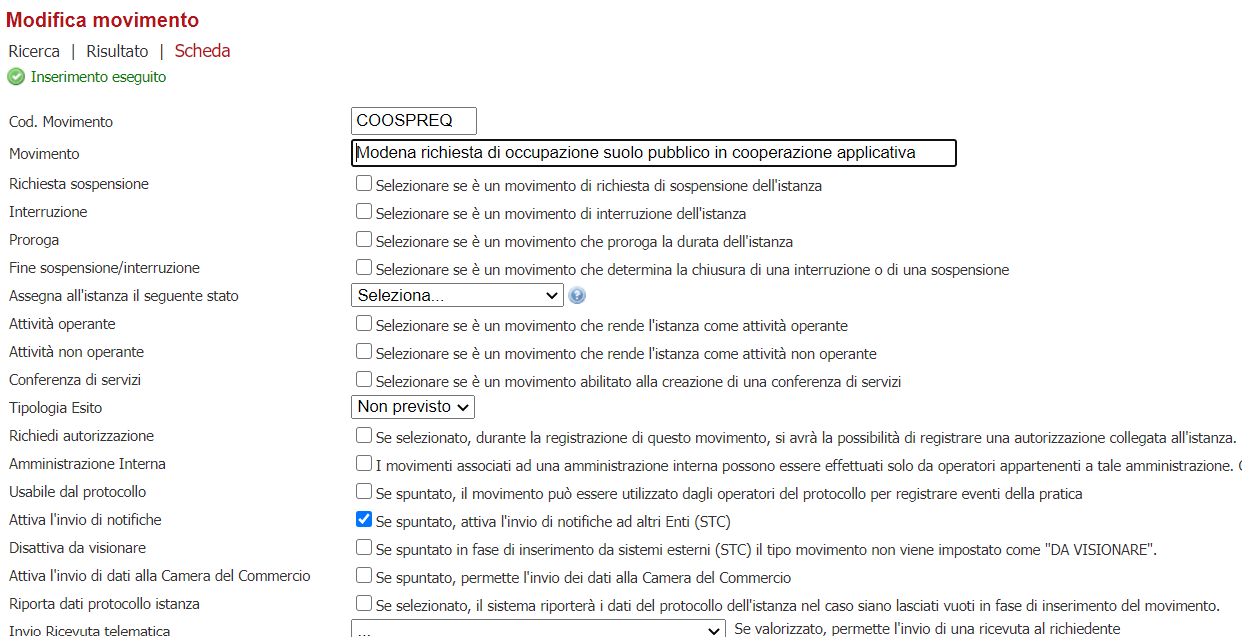 Modifica movimento
Ricerca | Risultato | Scheda
Inserimento eseguito
Cod. Movimento COOSPREQ
Movimento Modena richiesta di occupazione suolo pubblico in cooperazione applicativa
Richiesta sospensione Selezionare se è un movimento di richiesta di sospensione dell'istanza
Interruzione Selezionare se è un movimento di interruzione dell'istanza
Proroga Selezionare se è un movimento che proroga la durata dell'istanza
Fine sospensione/interruzione Selezionare se è un movimento che determina la chiusura di una interruzione o di una sospensione
Assegna all'istanza il seguente stato Seleziona... ?
Attività operante Selezionare se è un movimento che rende l'istanza come attività operante
Attività non operante Selezionare se è un movimento che rende l'istanza come attività non operante
Conferenza di servizi Selezionare se è un movimento abilitato alla creazione di una conferenza di servizi
Tipologia Esito Non previsto
Richiedi autorizzazione Se selezionato, durante la registrazione di questo movimento, si avrà la possibilità di registrare una autorizzazione collegata all'istanza.
Amministrazione Interna I movimenti associati ad una amministrazione interna possono essere effettuati solo da operatori appartenenti a tale amministrazione.
Usabile dal protocollo Se spuntato, il movimento può essere utilizzato dagli operatori del protocollo per registrare eventi della pratica
Attiva l'invio di notifiche Se spuntato, attiva l'invio di notifiche ad altri Enti (STC)
Disattiva da visionare Se spuntato in fase di inserimento da sistemi esterni (STC) il tipo movimento non viene impostato come "DA VISIONARE".
Attiva l'invio di dati alla Camera del Commercio Se spuntato, permette l'invio dei dati alla Camera del Commercio
Riporta dati protocollo istanza Se selezionato, il sistema riporterà i dati del protocollo dell'istanza nel caso siano lasciati vuoti in fase di inserimento del movimento.
Invio Ricevuta telematica ... Se valorizzato, permette l'invio di una ricevuta al richiedente